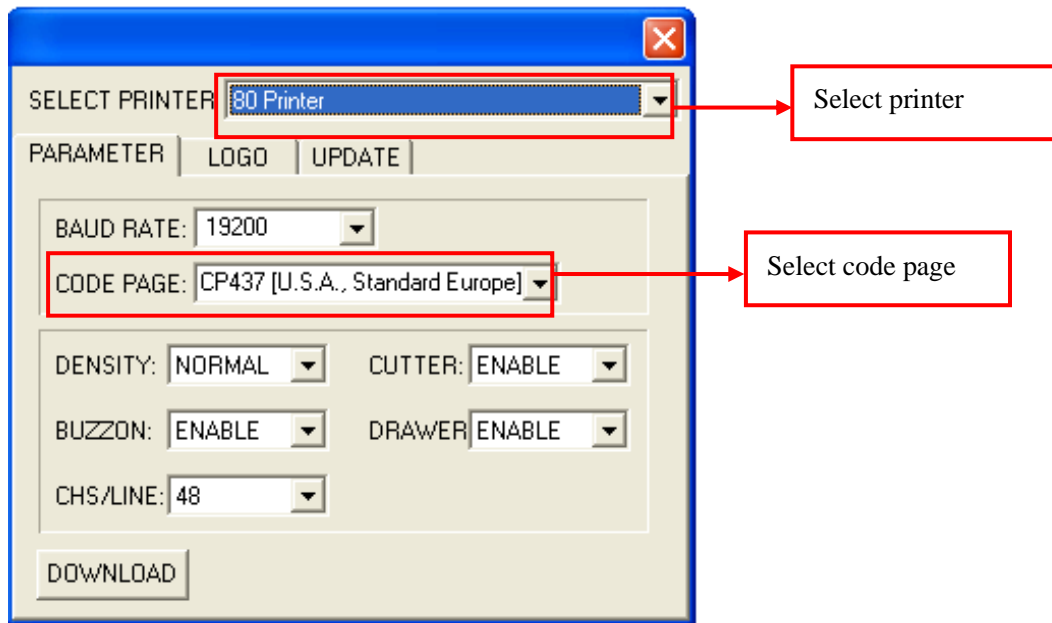 SELECT PRINTER 80 Printer
Select printer
PARAMETER LOGO UPDATE
BAUD RATE: 19200
CODE PAGE: CP437 [U.S.A., Standard Europe]
Select code page
DENSITY: NORMAL CUTTER: ENABLE
BUZZON: ENABLE DRAWER ENABLE
CHS/LINE: 48
DOWNLOAD